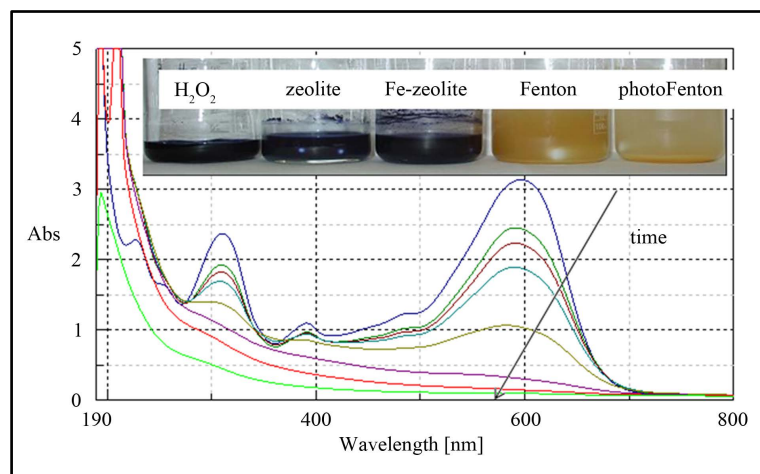 5
H₂O₂ zeolite Fe-zeolite Fenton photoFenton
4
3
Abs
time
2
1
0
190 400 600 800
Wavelength [nm]